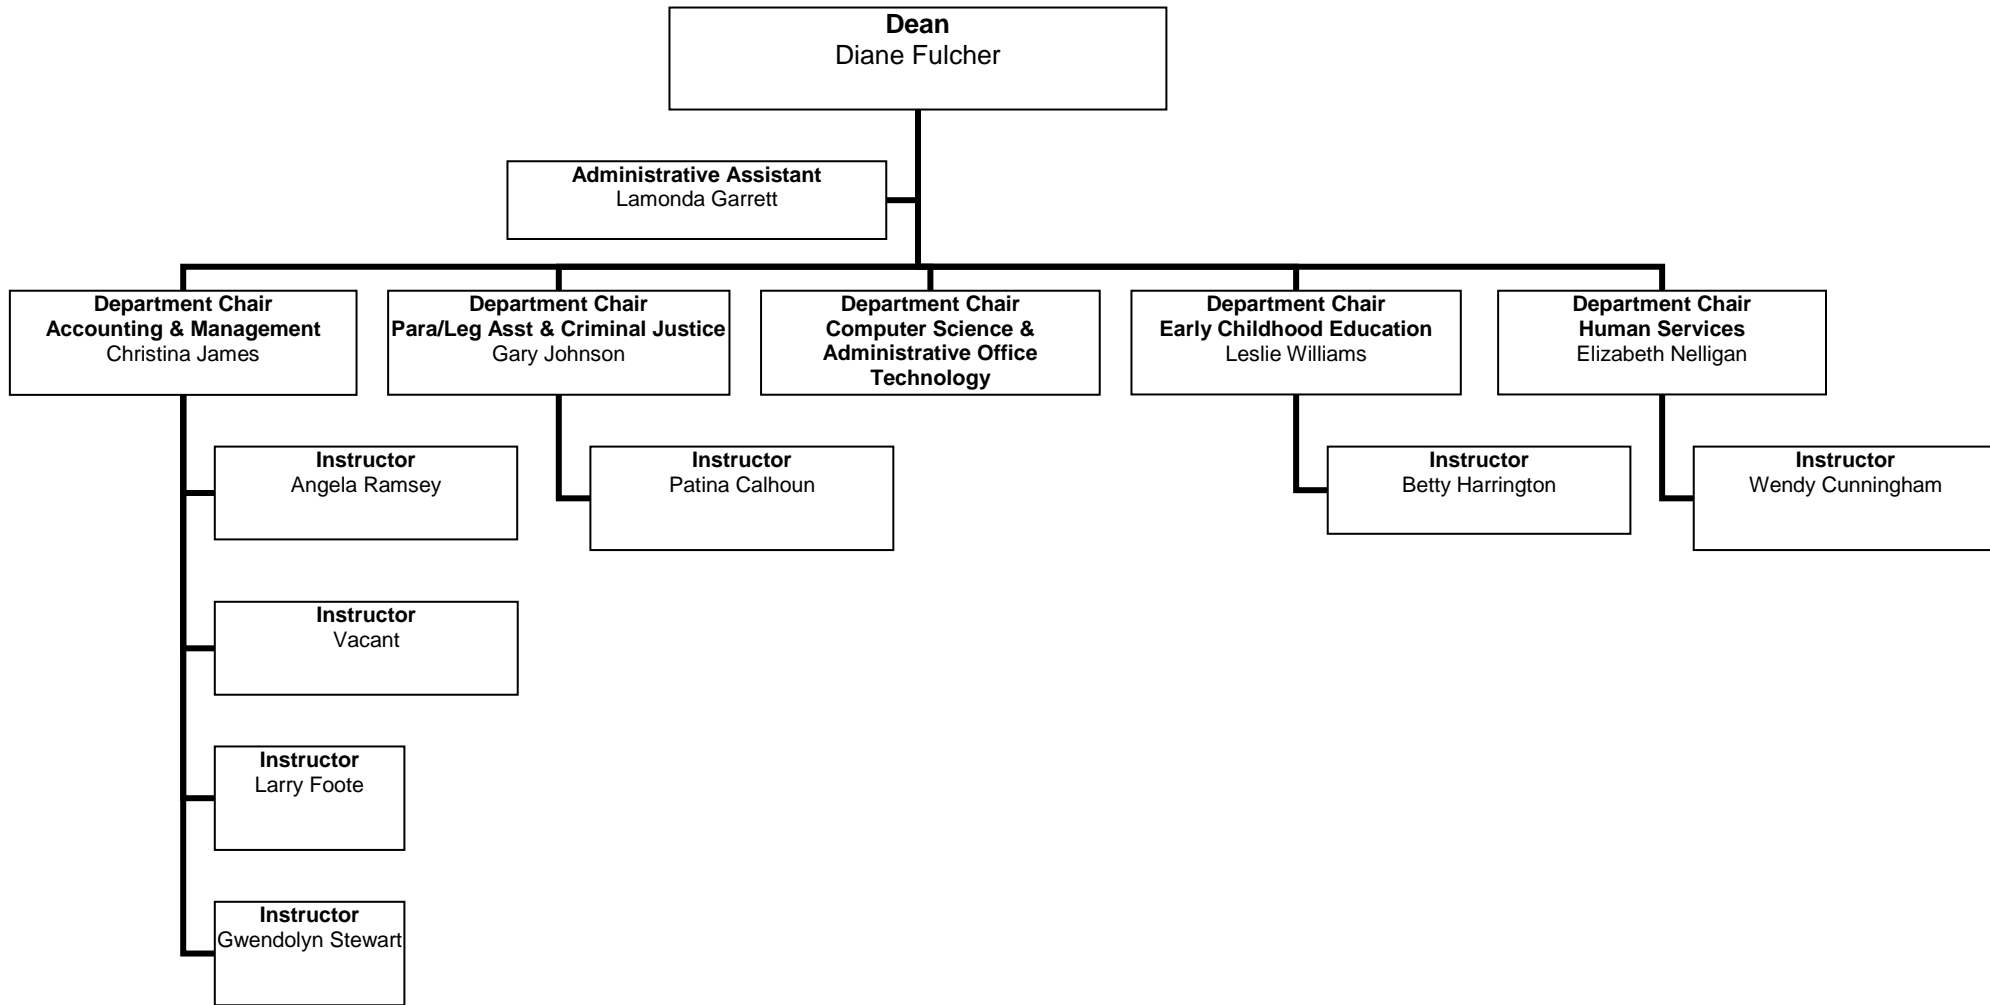 Dean
Diane Fulcher
Administrative Assistant
Lamonda Garrett
Department Chair
Accounting & Management
Christina James
Department Chair
Para/Leg Asst & Criminal Justice
Gary Johnson
Department Chair
Computer Science &
Administrative Office
Technology
Department Chair
Early Childhood Education
Leslie Williams
Department Chair
Human Services
Elizabeth Nelligan
Instructor
Angela Ramsey
Instructor
Patina Calhoun
Instructor
Betty Harrington
Instructor
Wendy Cunningham
Instructor
Vacant
Instructor
Larry Foote
Instructor
Gwendolyn Stewart